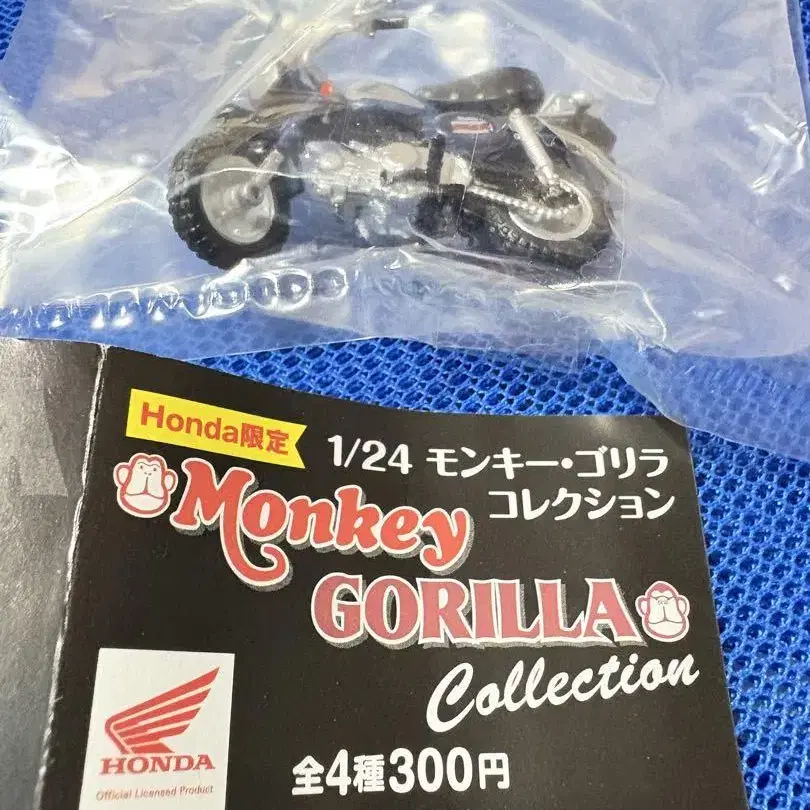 Honda限定
1/24 モンキー・ゴリラ
コレクション
Monkey
GORILLA
Collection
HONDA
Official Licensed Product
全4種300円